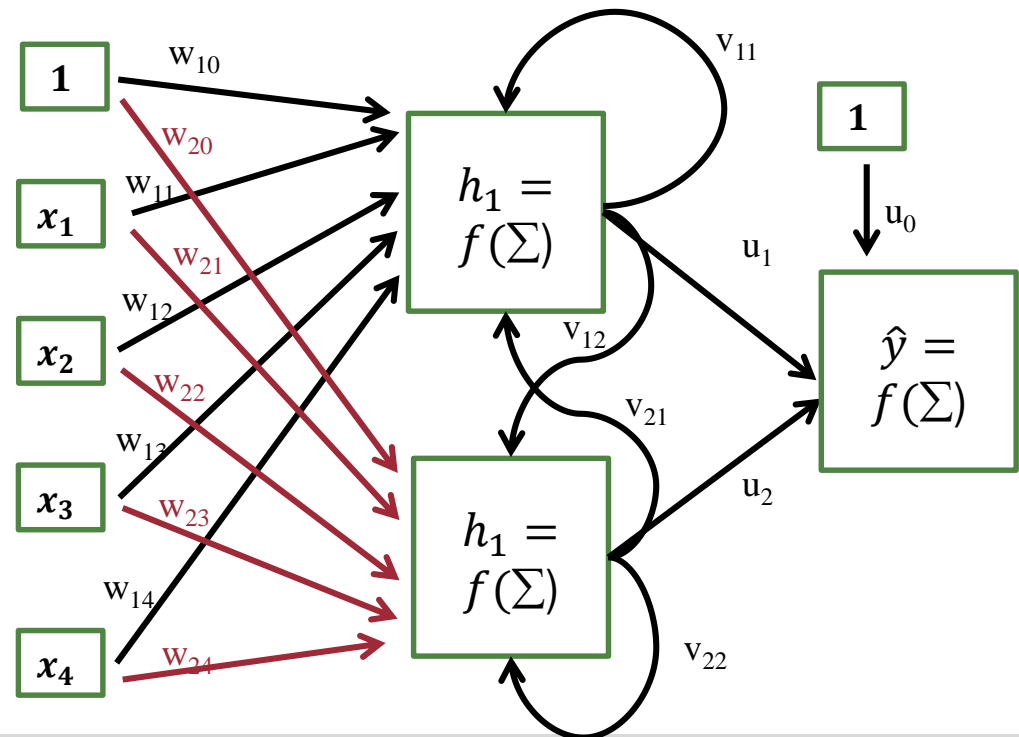 1
w₁₀
v₁₁
1
w₂₀
h₁ =
f(∑)
x₁
w₁₁
u₀
w₂₁
u₁
w₁₂
v₁₂
x₂
ŷ =
f(∑)
w₂₂
v₂₁
w₁₃
x₃
w₂₃
h₁ =
f(∑)
u₂
w₁₄
x₄
w₂₄
v₂₂